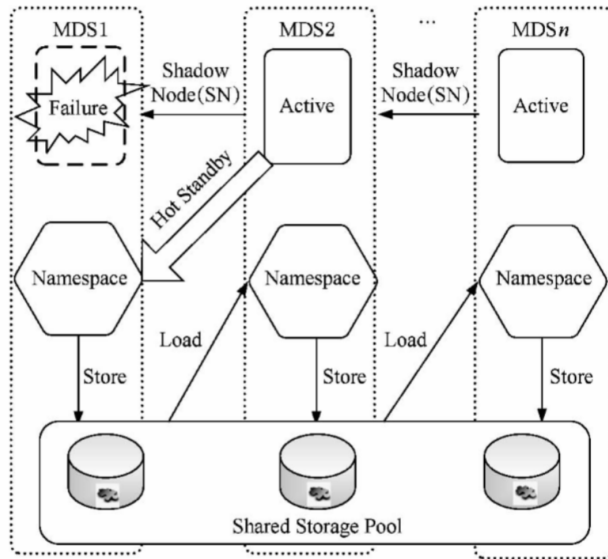 MDS1
MDS2
...
MDSn
Shadow
Node(SN)
Shadow
Node(SN)
Failure
Active
Active
Hot Standby
Namespace
Namespace
Namespace
Load
Load
Store
Store
Store
Shared Storage Pool